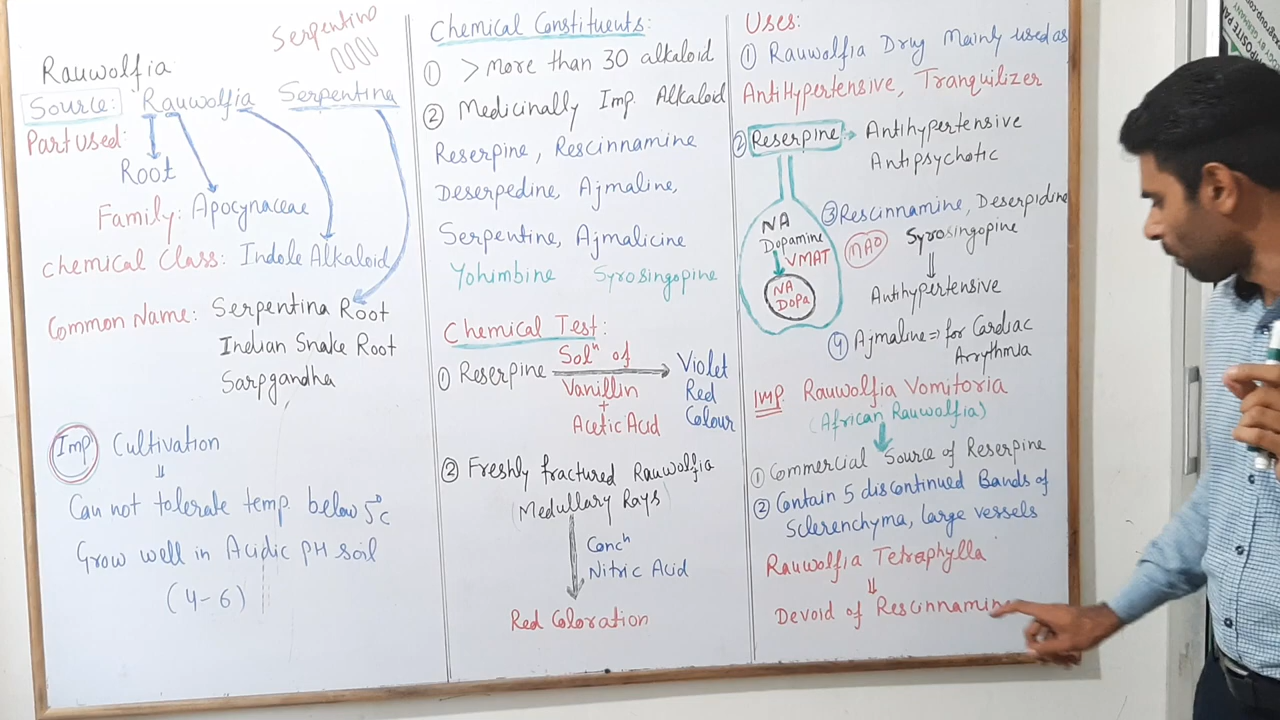 Serpentino
Rauwolfia
Source: Rauwolfia Serpentina
Part Used:
Root
Family: Apocynaceae
Chemical Class: Indole Alkaloid
Common Name: Serpentina Root
Indian Snake Root
Sarpgandha
Imp Cultivation
⇓
Can not tolerate temp. below 5°C
Grow well in Acidic PH soil
(4-6)
Chemical Constituents:
① > More than 30 alkaloid
② Medicinally Imp. Alkaloid
Reserpine, Rescinnamine
Deserpedine, Ajmaline,
Serpentine, Ajmalicine
Yohimbine Syrosingopine
Chemical Test:
① Reserpine Solⁿ of
Vanillin
+
Acetic Acid
Violet
Red
Colour
② Freshly fractured Rauwolfia
(Medullary Rays
Concʰ
Nitric Acid
Red Coloration
Uses:
① Rauwolfia Drug Mainly used as
AntiHypertensive, Tranquilizer
② Reserpine → Antihypertensive
Antipsychotic
NA
Dopamine
VMAT
NA
Dopa
MAO
③ Rescinnamine, Deserpidine
Syrosingopine
⇓
Antihypertensive
④ Ajmaline ⇒ for Cardiac
Arrythmia
IMP. Rauwolfia Vomitoria
(African Rauwolfia)
① Commercial Source of Reserpine
② Contain 5 discontinued Bands of
Sclerenchyma, large vessels
Rauwolfia Tetraphylla
⇓
Devoid of Rescinnamin